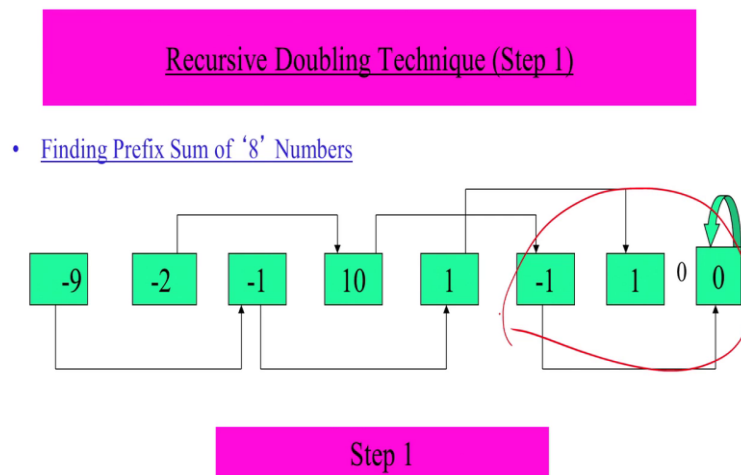 Recursive Doubling Technique (Step 1)
• Finding Prefix Sum of ‘8’ Numbers
-9 -2 -1 10 1 -1 1 0 0
Step 1